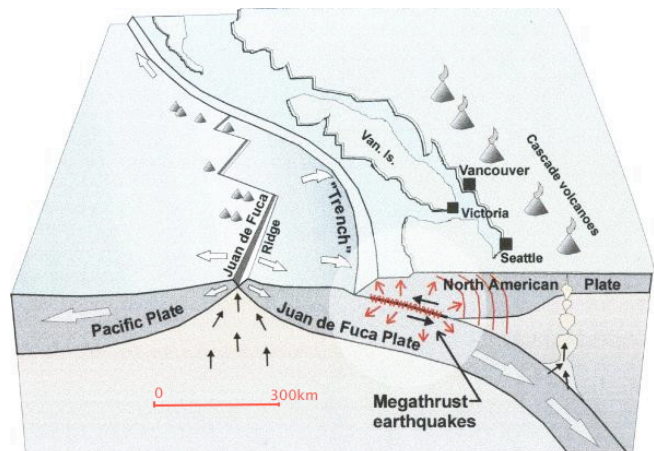 Van. Is.
Cascade volcanoes
Vancouver
Victoria
Seattle
"Trench"
Juan de Fuca
Ridge
North American
Plate
Pacific Plate
Juan de Fuca Plate
0
300km
Megathrust
earthquakes